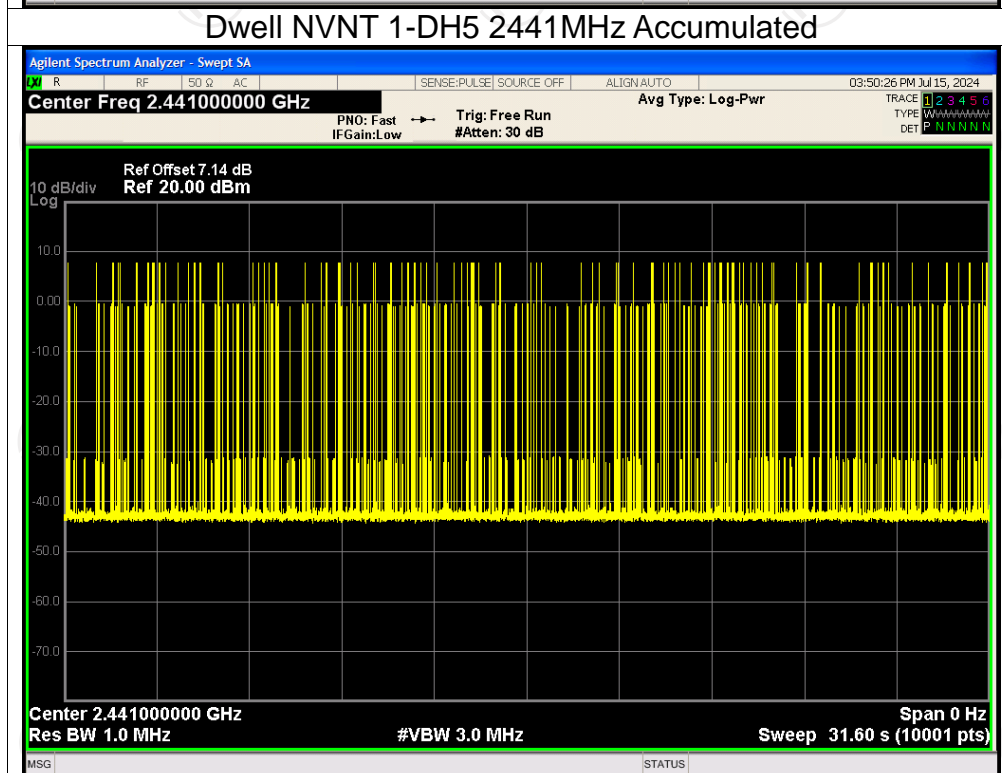 Dwell NVNT 1-DH5 2441MHz Accumulated
Agilent Spectrum Analyzer - Swept SA
LXI R RF 50 Ω AC SENSE:PULSE SOURCE OFF ALIGN AUTO 03:50:26 PM Jul 15, 2024
Center Freq 2.441000000 GHz Avg Type: Log-Pwr TRACE 1 2 3 4 5 6
PNO: Fast Trig: Free Run TYPE WWWWWW
IFGain:Low #Atten: 30 dB DET P N N N N N
Ref Offset 7.14 dB
10 dB/div Ref 20.00 dBm
Log
10.0
0.00
-10.0
-20.0
-30.0
-40.0
-50.0
-60.0
-70.0
Center 2.441000000 GHz Span 0 Hz
Res BW 1.0 MHz #VBW 3.0 MHz Sweep 31.60 s (10001 pts)
MSG STATUS